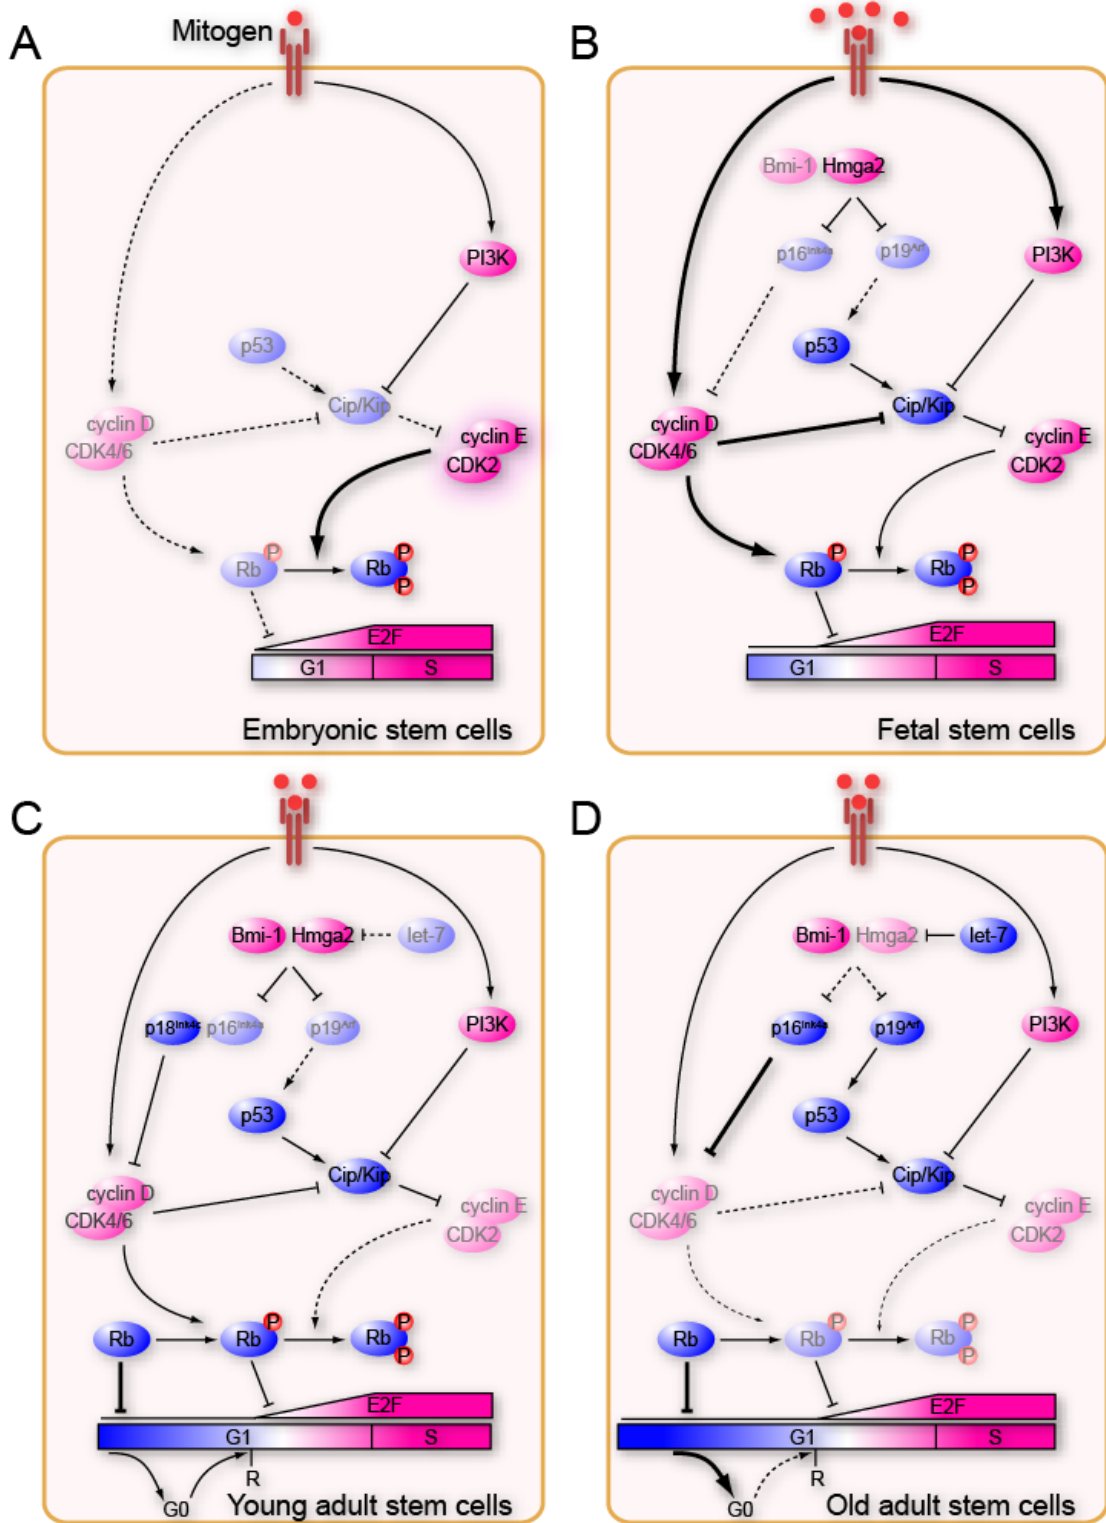 A
Mitogen
PI3K
p53
Cip/Kip
cyclin D
CDK4/6
cyclin E
CDK2
P
Rb
Rb
P
P
E2F
G1
S
Embryonic stem cells
B
Bmi-1 Hmga2
p16Ink4a
p19Arf
PI3K
p53
Cip/Kip
cyclin D
CDK4/6
cyclin E
CDK2
P
Rb
Rb
P
P
E2F
G1
S
Fetal stem cells
C
Bmi-1 Hmga2 let-7
p18Ink4c p16Ink4a p19Arf
PI3K
p53
Cip/Kip
cyclin D
CDK4/6
cyclin E
CDK2
Rb
Rb
P
Rb
P
P
E2F
G1
S
R
G0
Young adult stem cells
D
Bmi-1 Hmga2 let-7
p16Ink4a p19Arf
PI3K
p53
Cip/Kip
cyclin D
CDK4/6
cyclin E
CDK2
Rb
Rb
P
Rb
P
P
E2F
G1
S
R
G0
Old adult stem cells